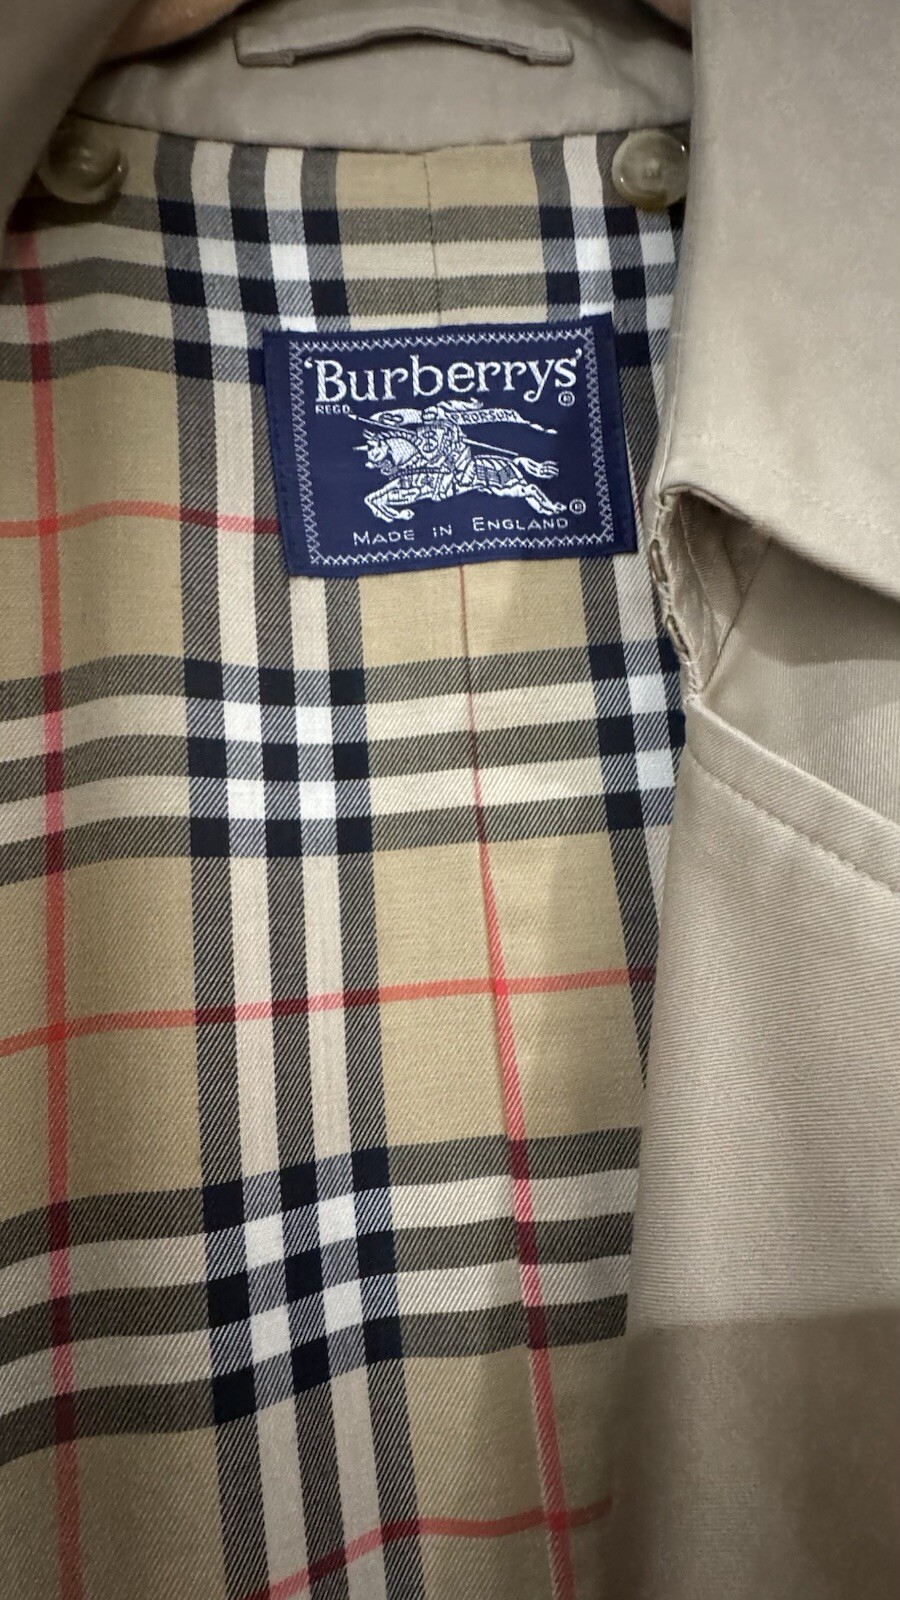 'Burberrys'
REGD
PRORSUM
®
®
MADE IN ENGLAND